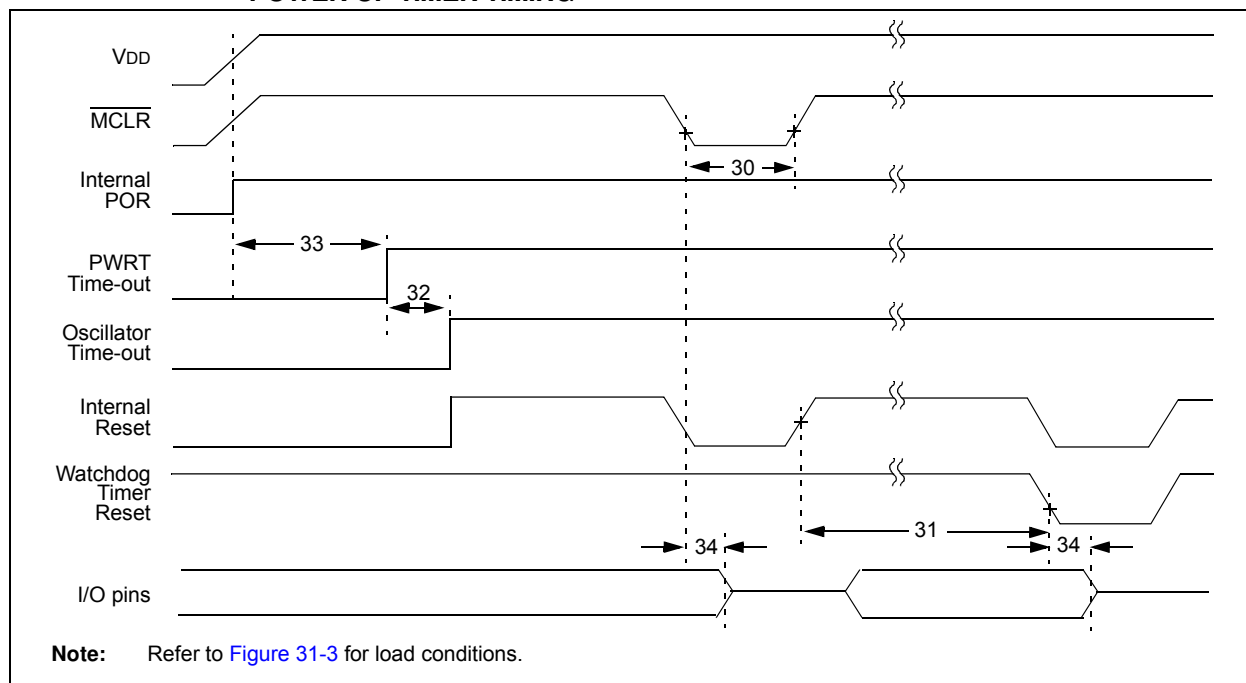 POWER-UP TIMER TIMING
VDD
MCLR
30
Internal
POR
33
PWRT
Time-out
32
Oscillator
Time-out
Internal
Reset
Watchdog
Timer
Reset
31
34
34
I/O pins
Note: Refer to Figure 31-3 for load conditions.